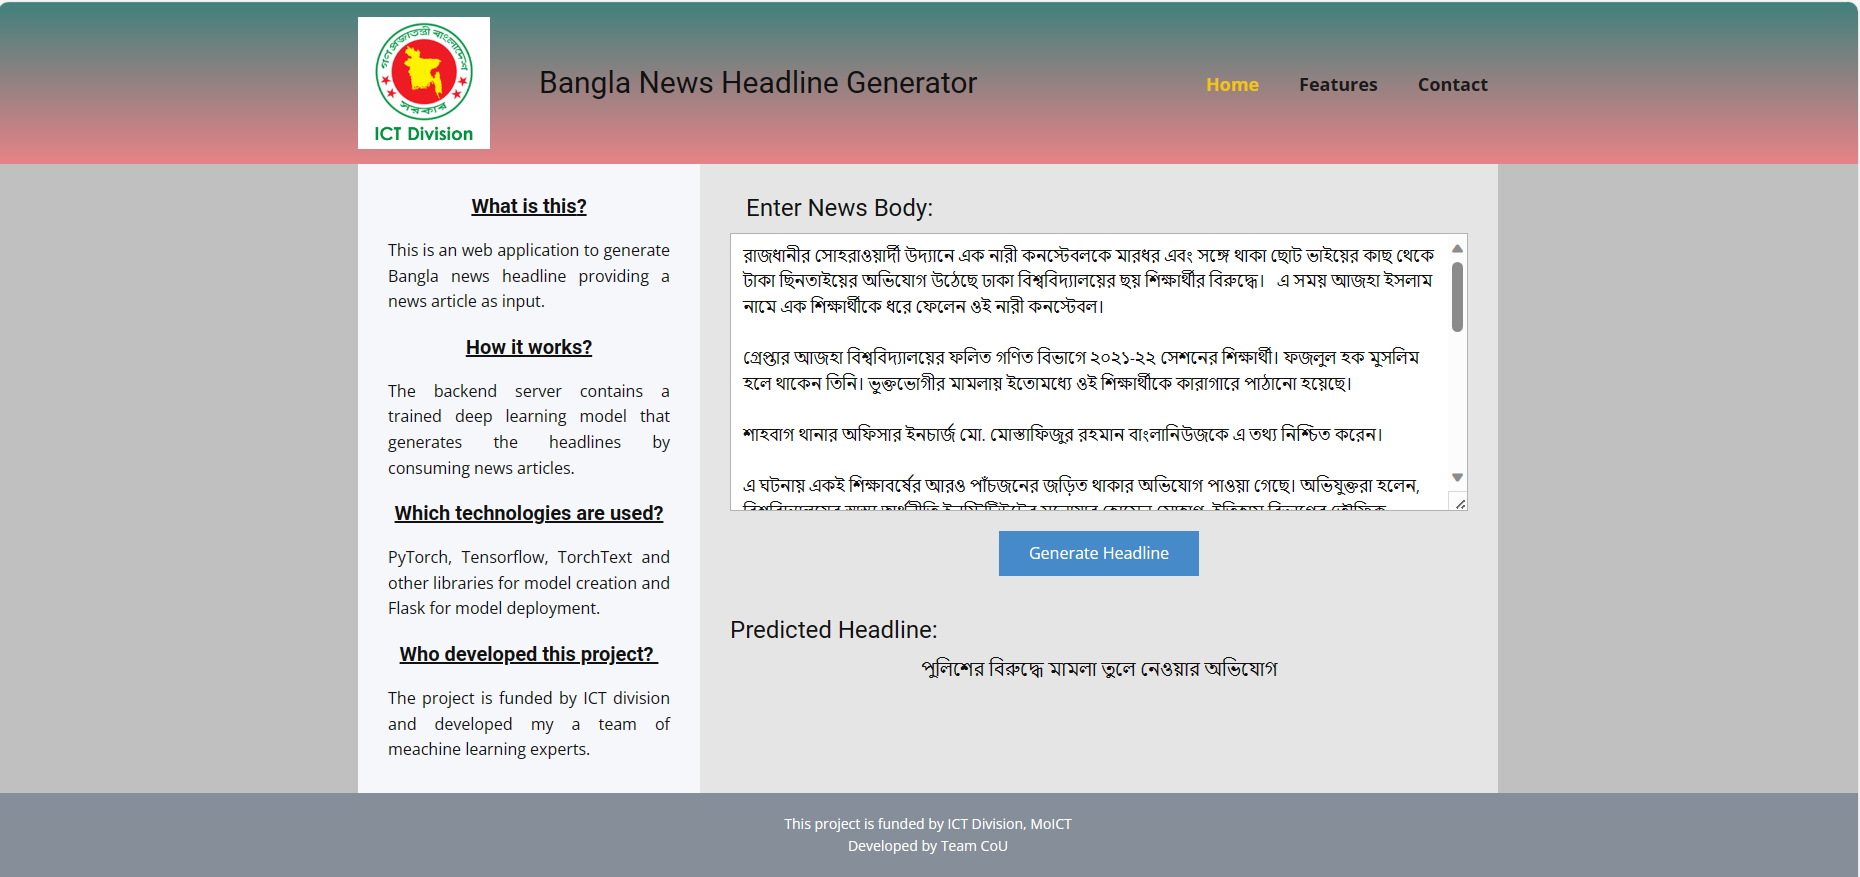 গণপ্রজাতন্ত্রী বাংলাদেশ
সরকার
ICT Division
Bangla News Headline Generator
Home
Features
Contact
What is this?
This is an web application to generate
Bangla news headline providing a
news article as input.
How it works?
The backend server contains a
trained deep learning model that
generates the headlines by
consuming news articles.
Which technologies are used?
PyTorch, Tensorflow, TorchText and
other libraries for model creation and
Flask for model deployment.
Who developed this project?
The project is funded by ICT division
and developed my a team of
meachine learning experts.
Enter News Body:
রাজধানীর সোহরাওয়ার্দী উদ্যানে এক নারী কনস্টেবলকে মারধর এবং সঙ্গে থাকা ছোট ভাইয়ের কাছ থেকে
টাকা ছিনতাইয়ের অভিযোগ উঠেছে ঢাকা বিশ্ববিদ্যালয়ের ছয় শিক্ষার্থীর বিরুদ্ধে। এ সময় আজহা ইসলাম
নামে এক শিক্ষার্থীকে ধরে ফেলেন ওই নারী কনস্টেবল।
গ্রেপ্তার আজহা বিশ্ববিদ্যালয়ের ফলিত গণিত বিভাগে ২০২১-২২ সেশনের শিক্ষার্থী। ফজলুল হক মুসলিম
হলে থাকেন তিনি। ভুক্তভোগীর মামলায় ইতোমধ্যে ওই শিক্ষার্থীকে কারাগারে পাঠানো হয়েছে।
শাহবাগ থানার অফিসার ইনচার্জ মো. মোস্তাফিজুর রহমান বাংলানিউজকে এ তথ্য নিশ্চিত করেন।
এ ঘটনায় একই শিক্ষাবর্ষের আরও পাঁচজনের জড়িত থাকার অভিযোগ পাওয়া গেছে। অভিযুক্তরা হলেন,
Generate Headline
Predicted Headline:
পুলিশের বিরুদ্ধে মামলা তুলে নেওয়ার অভিযোগ
This project is funded by ICT Division, MoICT
Developed by Team CoU